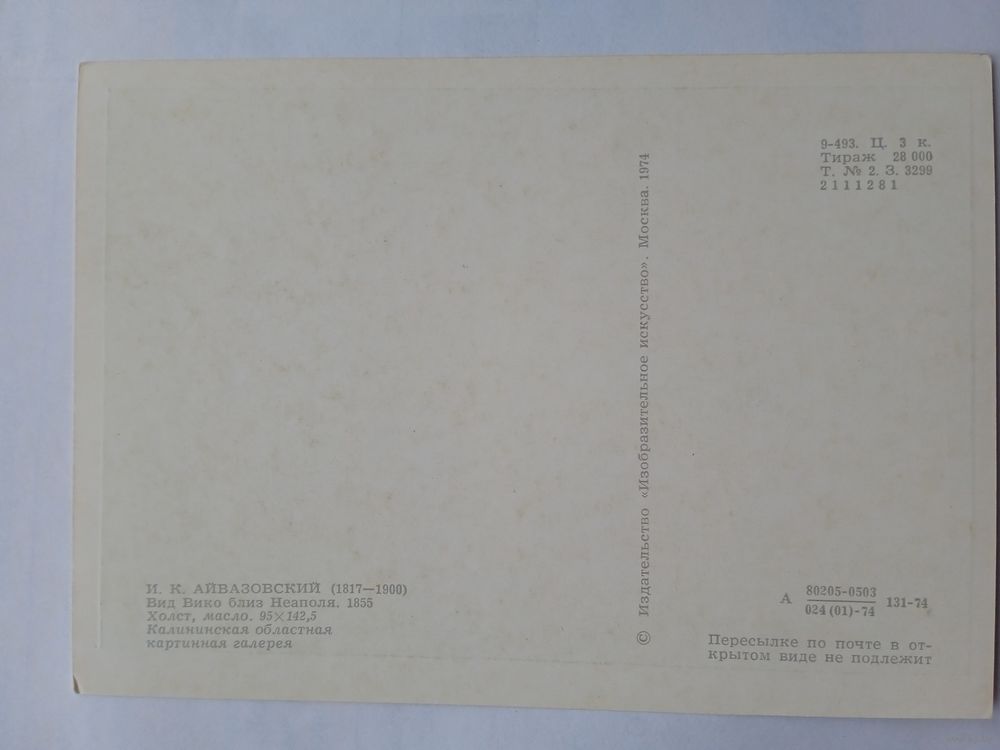 9-493. Ц. 3 к.
Тираж 28 000
Т. № 2. З. 3299
2111281
© Издательство «Изобразительное искусство». Москва. 1974
И. К. АЙВАЗОВСКИЙ (1817—1900)
Вид Вико близ Неаполя. 1855
Холст, масло. 95×142,5
Калининская областная
картинная галерея
А 80205-0503 131-74
024 (01)-74
Пересылке по почте в от-
крытом виде не подлежит